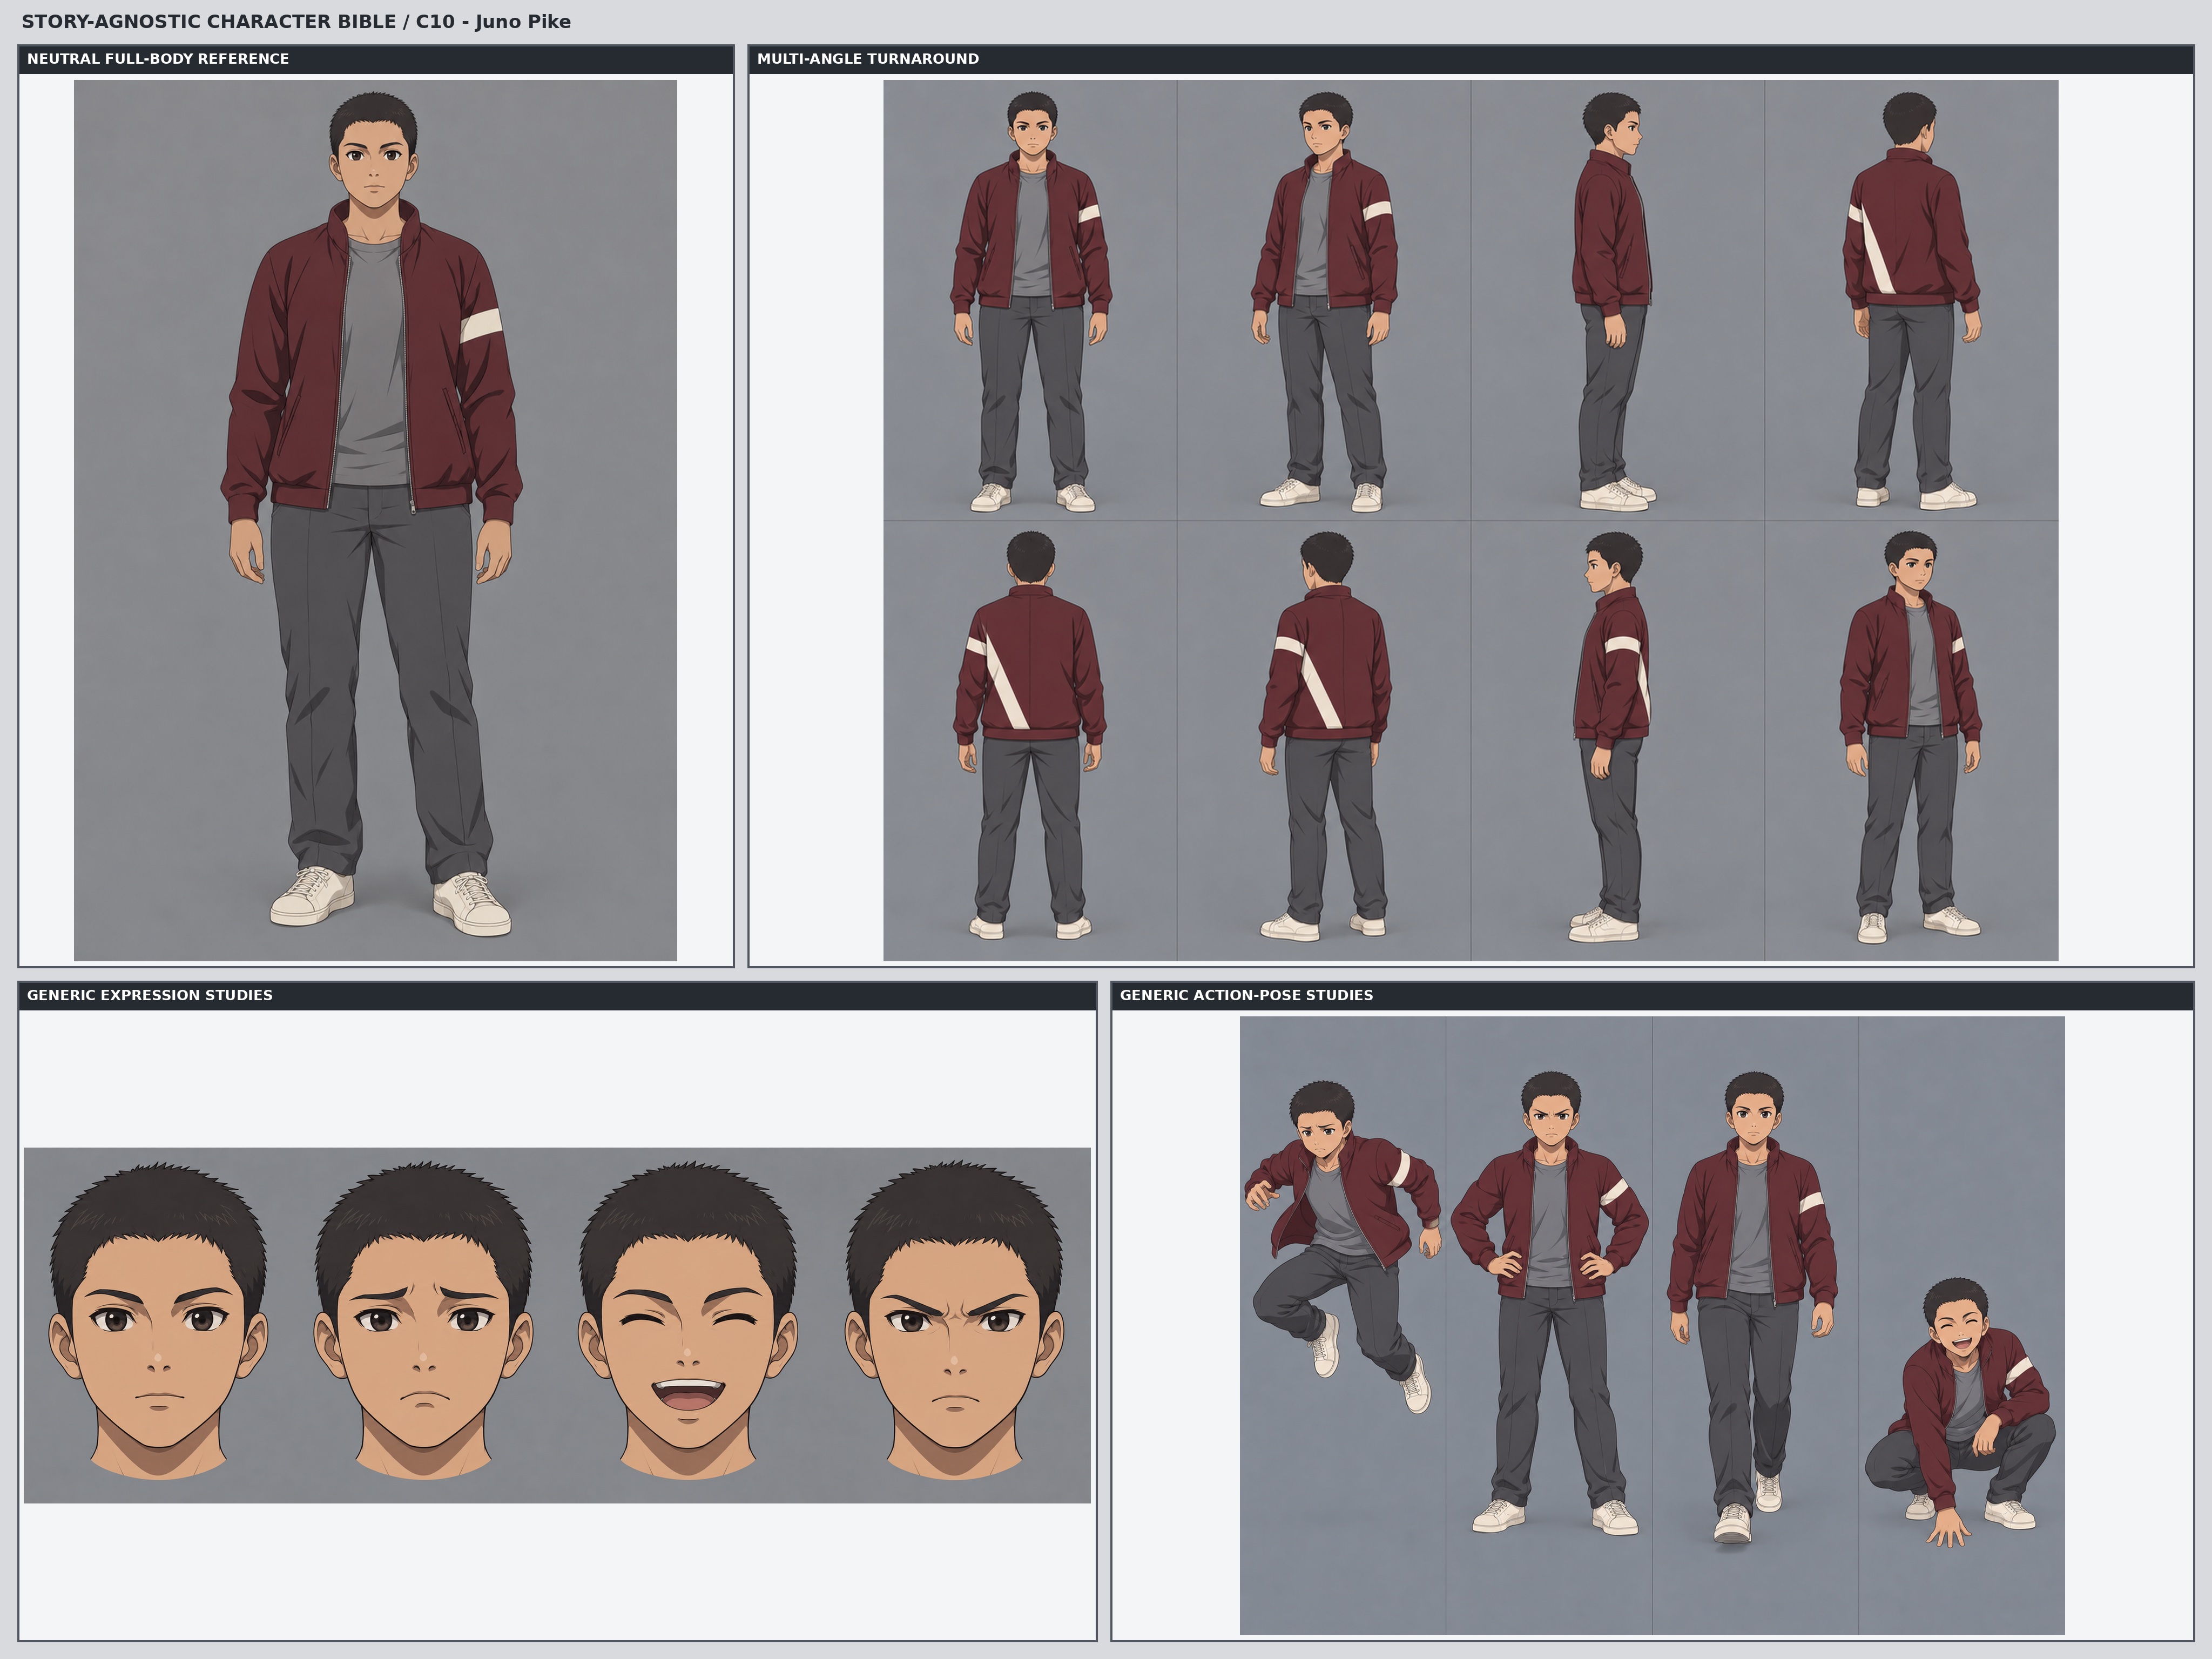 STORY-AGNOSTIC CHARACTER BIBLE / C10 - Juno Pike
NEUTRAL FULL-BODY REFERENCE
MULTI-ANGLE TURNAROUND
GENERIC EXPRESSION STUDIES
GENERIC ACTION-POSE STUDIES